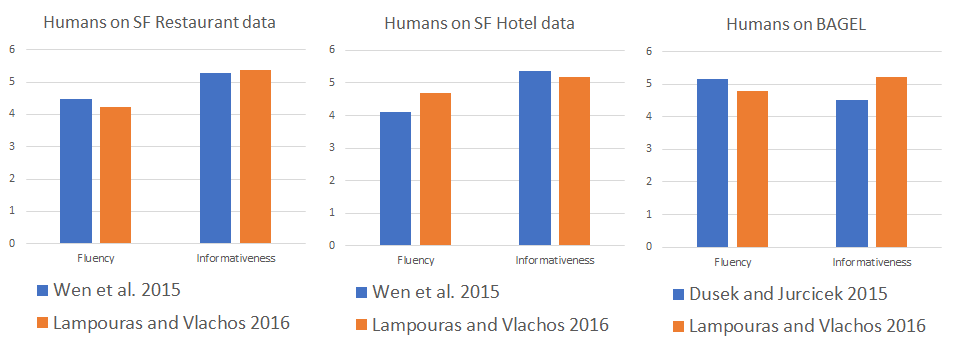 Humans on SF Restaurant data
6
5
4
3
2
1
0
Fluency Informativeness
Wen et al. 2015
Lampouras and Vlachos 2016
Humans on SF Hotel data
6
5
4
3
2
1
0
Fluency Informativeness
Wen et al. 2015
Lampouras and Vlachos 2016
Humans on BAGEL
6
5
4
3
2
1
0
Fluency Informativeness
Dusek and Jurcicek 2015
Lampouras and Vlachos 2016